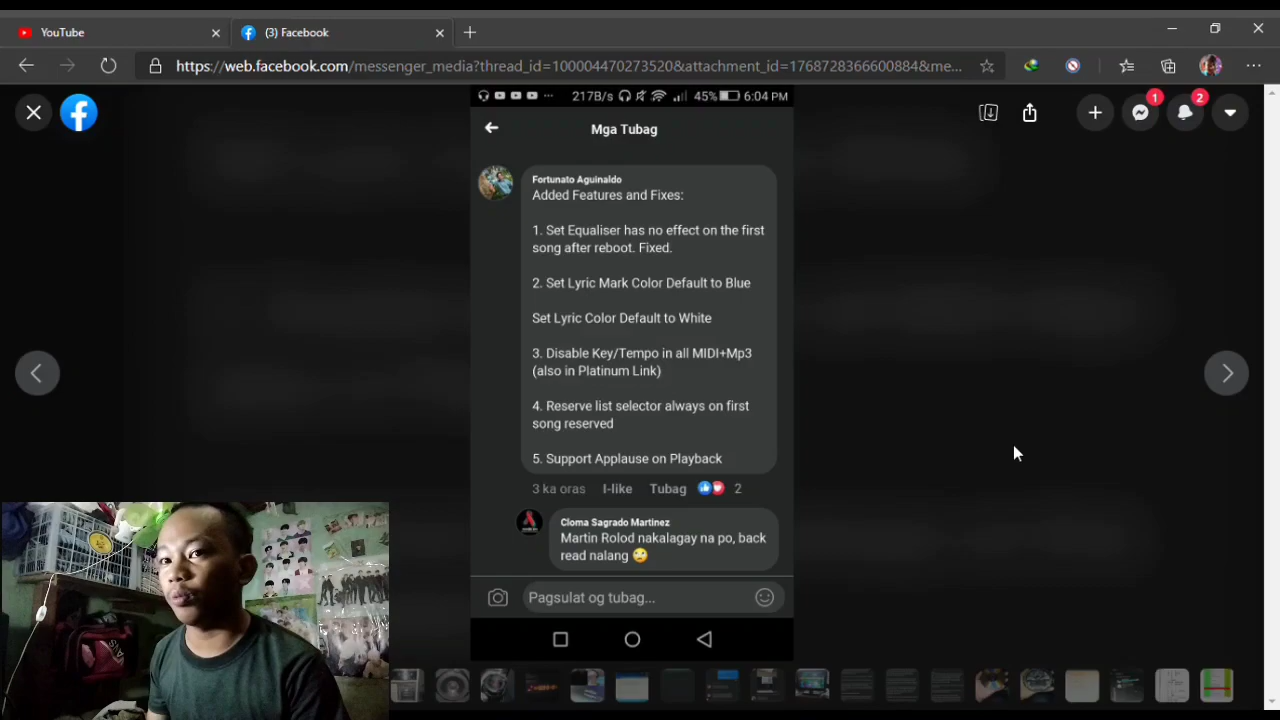 YouTube
(3) Facebook
https://web.facebook.com/messenger_media?thread_id=100004470273520&attachment_id=1768728366600884&me...
217B/s
45%
6:04 PM
1
2
Mga Tubag
Fortunato Aguinaldo
Added Features and Fixes:
1. Set Equaliser has no effect on the first
song after reboot. Fixed.
2. Set Lyric Mark Color Default to Blue
Set Lyric Color Default to White
3. Disable Key/Tempo in all MIDI+Mp3
(also in Platinum Link)
4. Reserve list selector always on first
song reserved
5. Support Applause on Playback
3 ka oras
I-like
Tubag
2
Cloma Sagrado Martinez
Martin Rolod nakalagay na po, back
read nalang
Pagsulat og tubag...